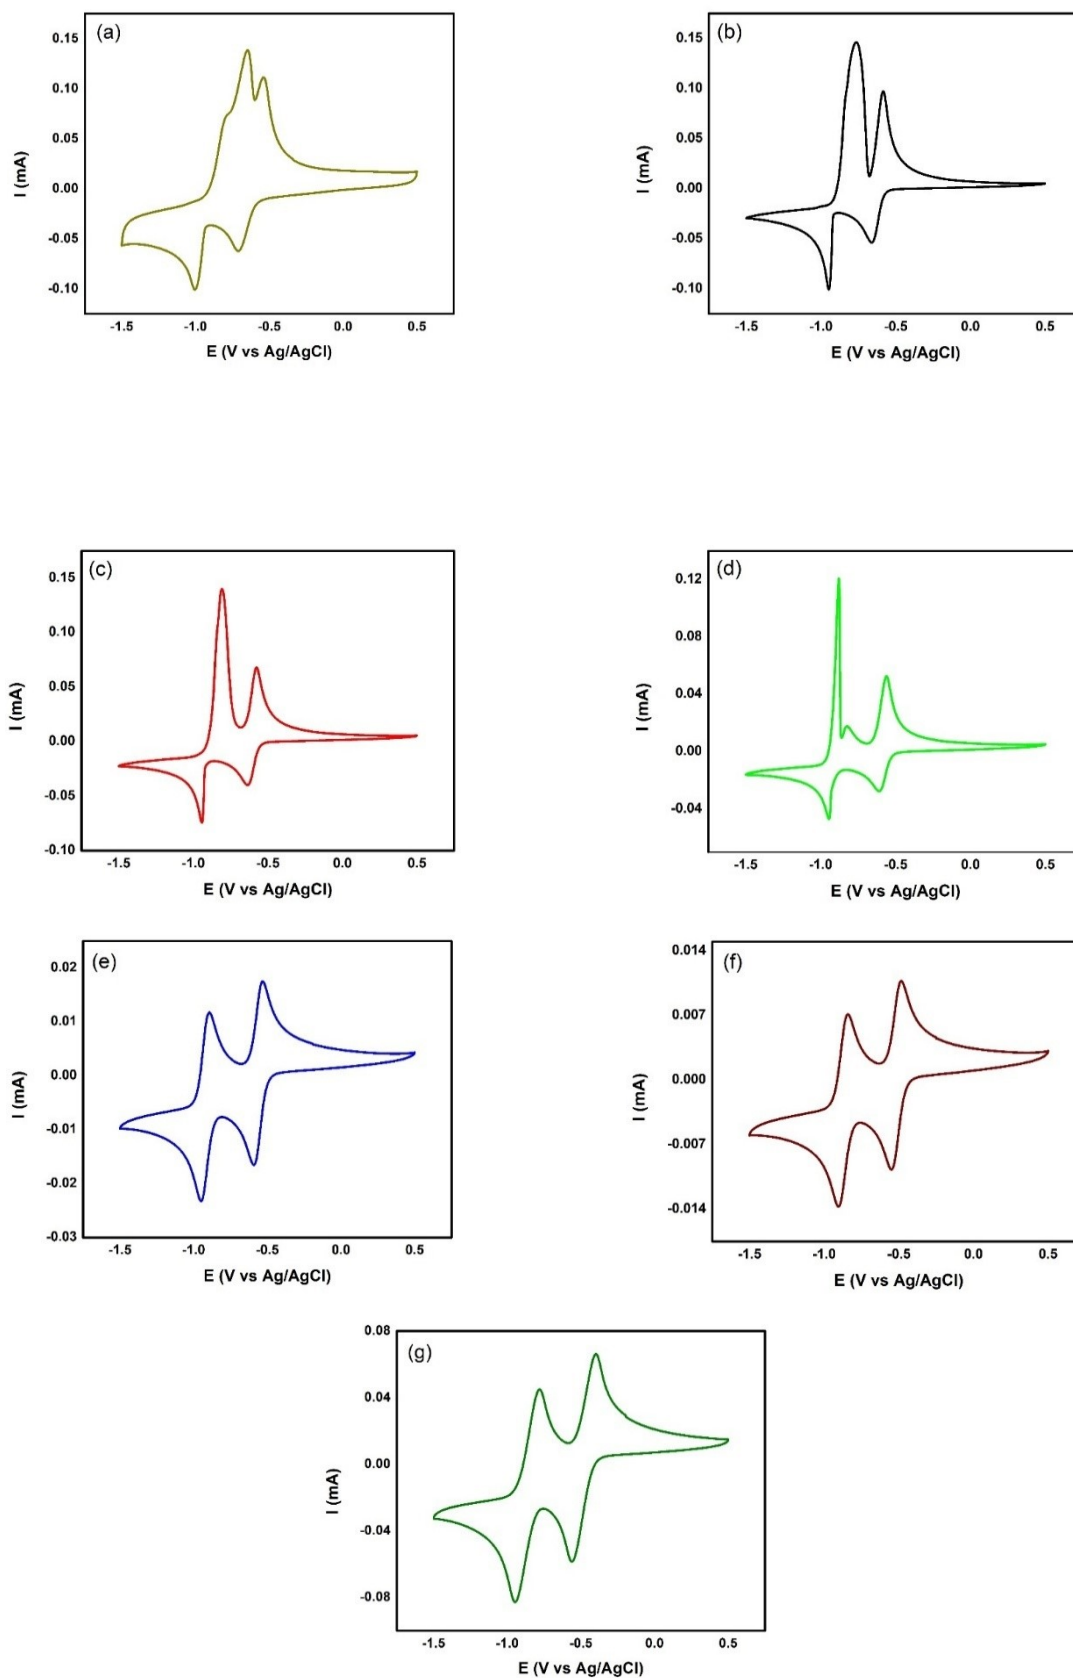 (a)
0.15
0.10
0.05
0.00
-0.05
-0.10
I (mA)
-1.5 -1.0 -0.5 0.0 0.5
E (V vs Ag/AgCl)
(b)
0.15
0.10
0.05
0.00
-0.05
-0.10
I (mA)
-1.5 -1.0 -0.5 0.0 0.5
E (V vs Ag/AgCl)
(c)
0.15
0.10
0.05
0.00
-0.05
-0.10
I (mA)
-1.5 -1.0 -0.5 0.0 0.5
E (V vs Ag/AgCl)
(d)
0.12
0.08
0.04
0.00
-0.04
I (mA)
-1.5 -1.0 -0.5 0.0 0.5
E (V vs Ag/AgCl)
(e)
0.02
0.01
0.00
-0.01
-0.02
-0.03
I (mA)
-1.5 -1.0 -0.5 0.0 0.5
E (V vs Ag/AgCl)
(f)
0.014
0.007
0.000
-0.007
-0.014
I (mA)
-1.5 -1.0 -0.5 0.0 0.5
E (V vs Ag/AgCl)
(g)
0.08
0.04
0.00
-0.04
-0.08
I (mA)
-1.5 -1.0 -0.5 0.0 0.5
E (V vs Ag/AgCl)